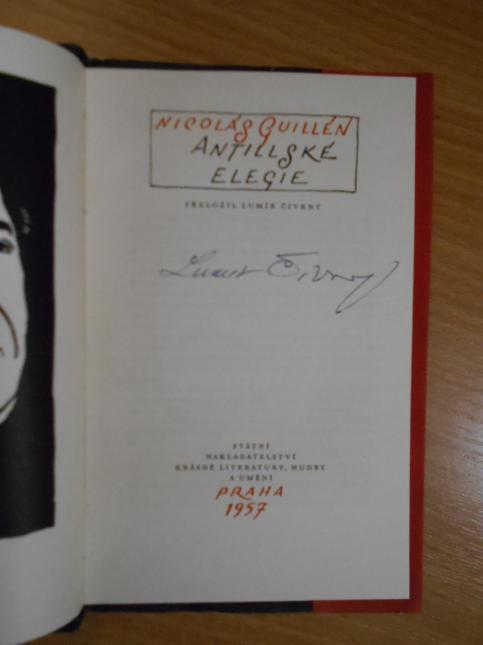 NICOLÁS GUILLÉN
ANTILLSKÉ
ELEGIE
PŘELOŽIL LUMÍR ČIVRNÝ
Lumír Čivrný
STÁTNÍ
NAKLADATELSTVÍ
KRÁSNÉ LITERATURY, HUDBY
A UMĚNÍ
PRAHA
1957